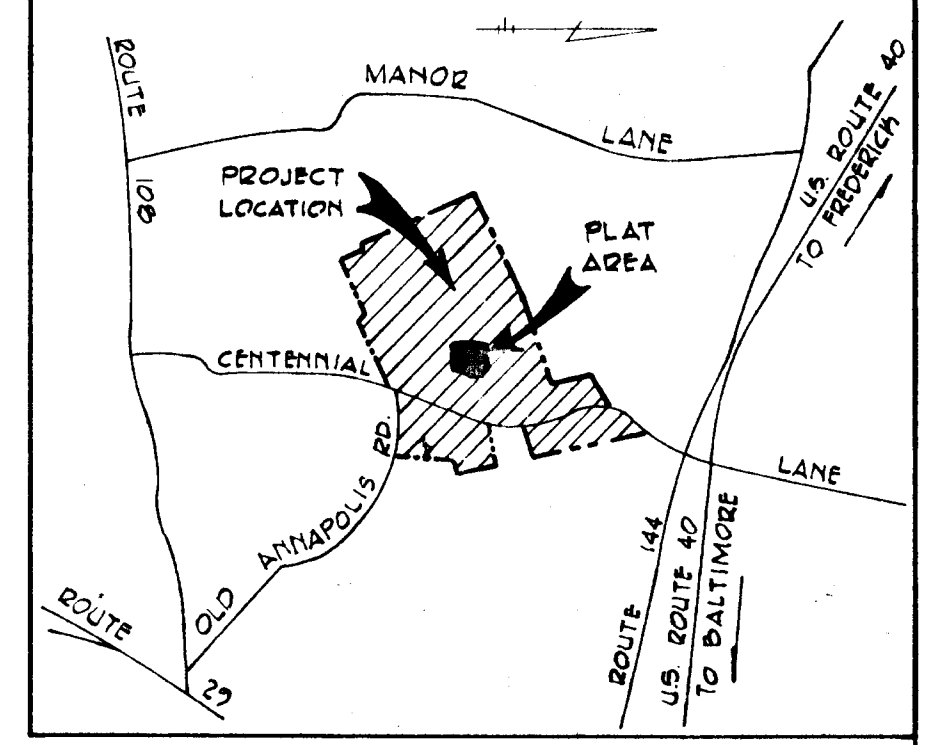 ROUTE
108
MANOR
LANE
U.S. ROUTE 40
TO FREDERICK
PROJECT
LOCATION
PLAT
AREA
CENTENNIAL
LANE
OLD
ANNAPOLIS
RD.
ROUTE
29
ROUTE 144
U.S. ROUTE 40
TO BALTIMORE